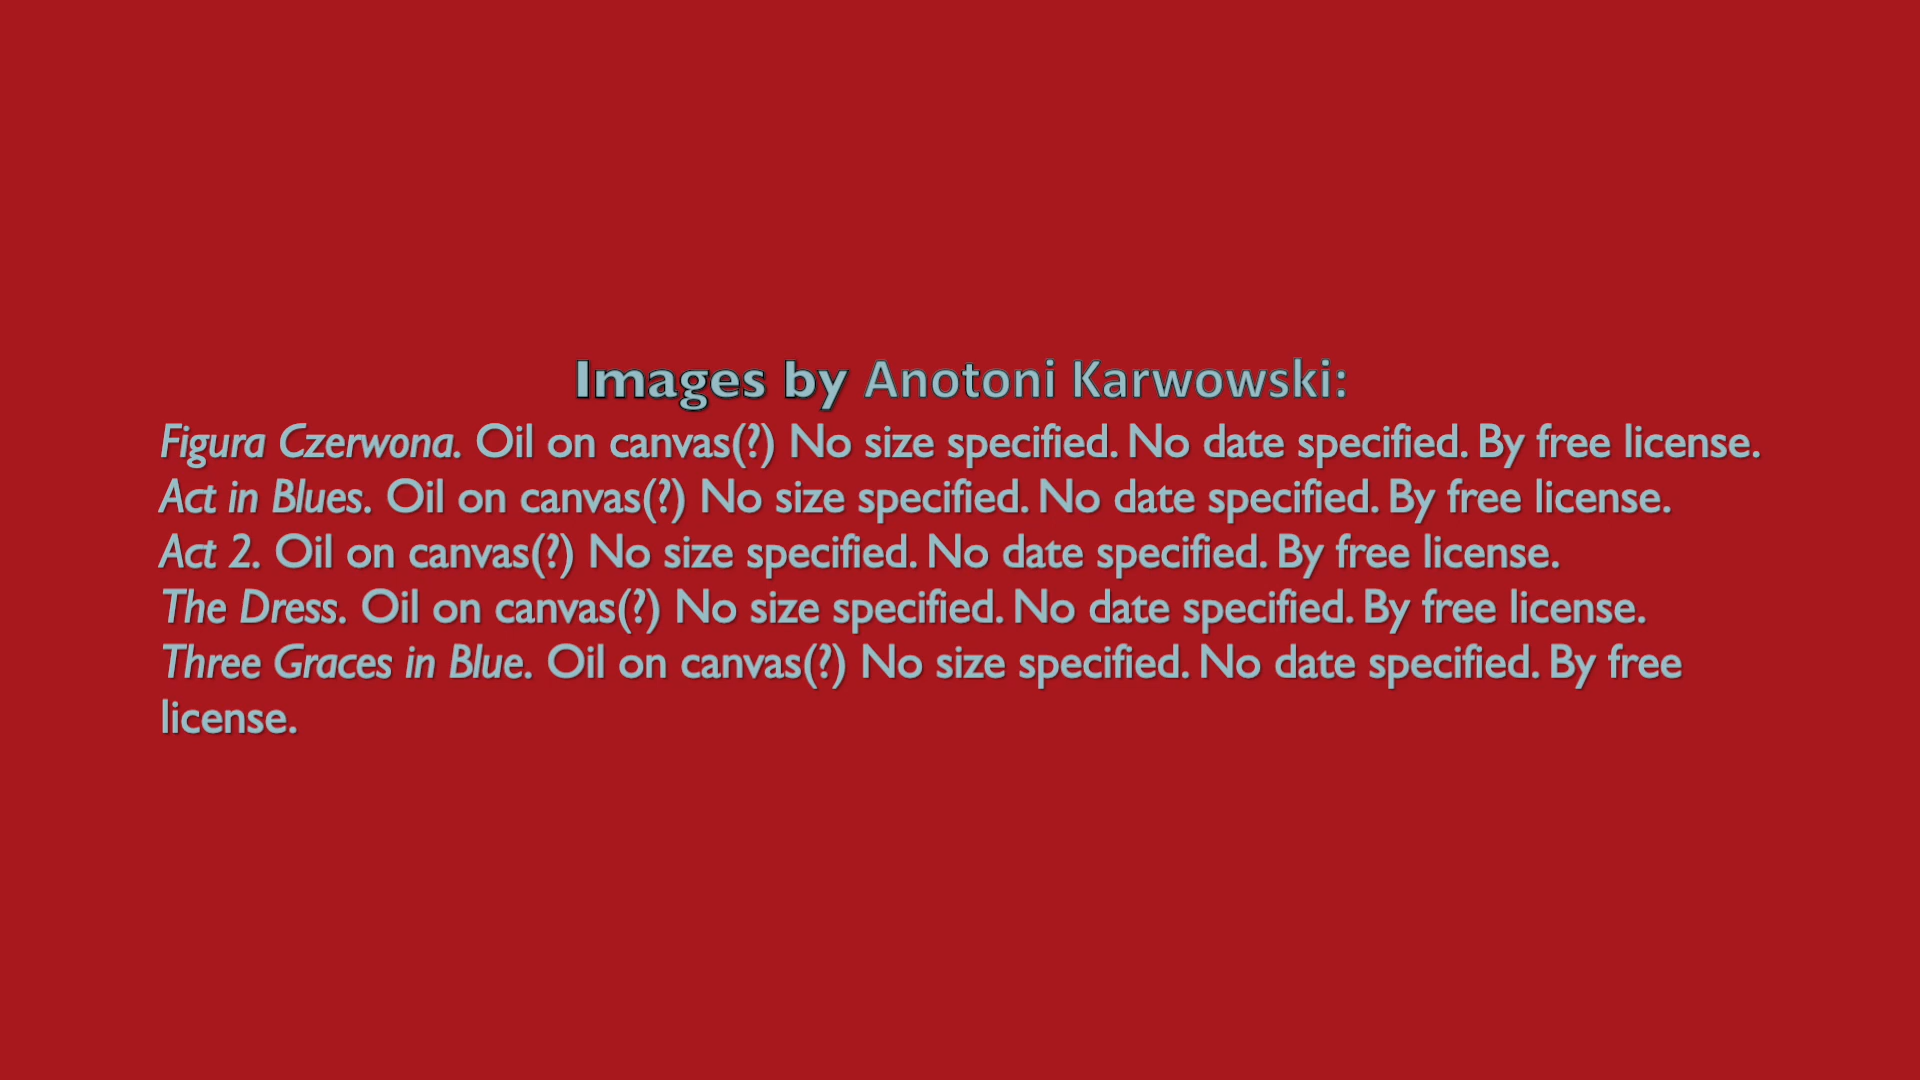 Images by Anotoni Karwowski:
Figura Czerwona. Oil on canvas(?) No size specified. No date specified. By free license.
Act in Blues. Oil on canvas(?) No size specified. No date specified. By free license.
Act 2. Oil on canvas(?) No size specified. No date specified. By free license.
The Dress. Oil on canvas(?) No size specified. No date specified. By free license.
Three Graces in Blue. Oil on canvas(?) No size specified. No date specified. By free
license.